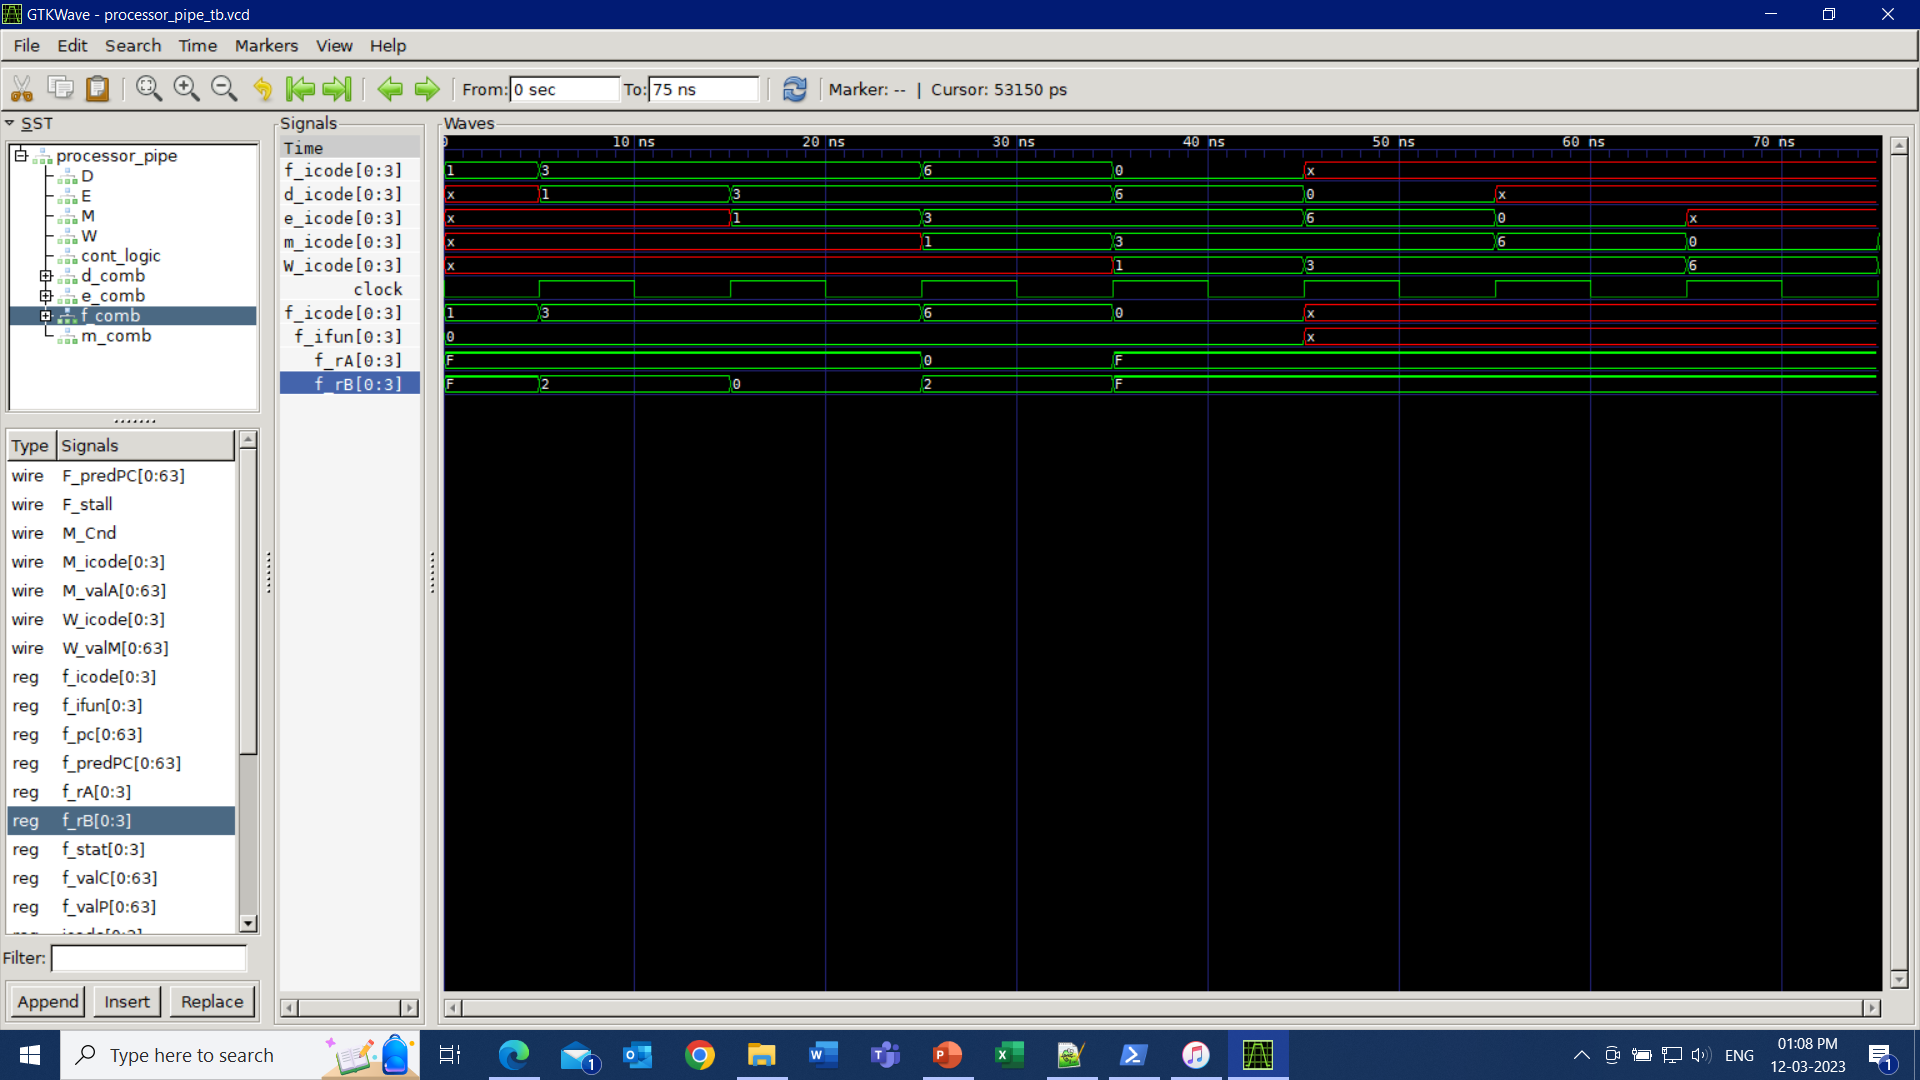 GTKWave - processor_pipe_tb.vcd
File Edit Search Time Markers View Help
From: 0 sec To: 75 ns Marker: -- | Cursor: 53150 ps
SST
processor_pipe
D
E
M
W
cont_logic
d_comb
e_comb
f_comb
m_comb
Type Signals
wire F_predPC[0:63]
wire F_stall
wire M_Cnd
wire M_icode[0:3]
wire M_valA[0:63]
wire W_icode[0:3]
wire W_valM[0:63]
reg f_icode[0:3]
reg f_ifun[0:3]
reg f_pc[0:63]
reg f_predPC[0:63]
reg f_rA[0:3]
reg f_rB[0:3]
reg f_stat[0:3]
reg f_valC[0:63]
reg f_valP[0:63]
Filter:
Append Insert Replace
Signals
Time
f_icode[0:3]
d_icode[0:3]
e_icode[0:3]
m_icode[0:3]
W_icode[0:3]
clock
f_icode[0:3]
f_ifun[0:3]
f_rA[0:3]
f_rB[0:3]
Waves
0 10 ns 20 ns 30 ns 40 ns 50 ns 60 ns 70 ns
1 3 6 0 x
x 1 3 6 0 x
x 1 3 6 0 x
x 1 3 6 0
x 1 3 6
1 3 6 0 x
0 x
F 0 F
F 2 0 2 F
Type here to search
1
ENG
01:08 PM
12-03-2023
1